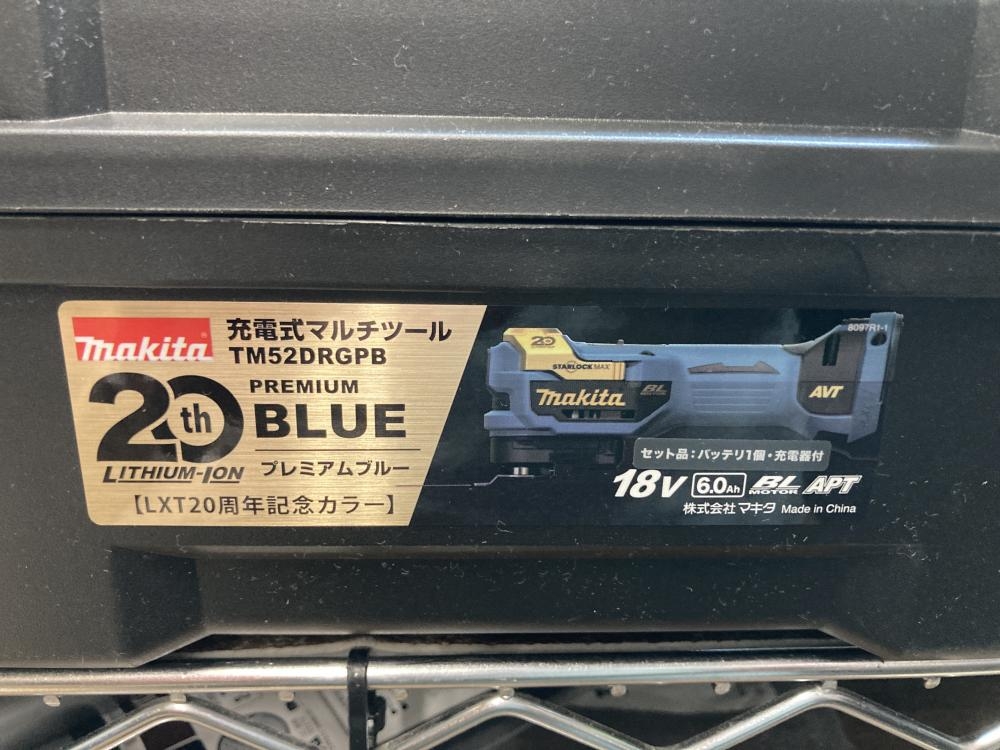 makita
充電式マルチツール
TM52DRGPB
20th
LITHIUM-ION
PREMIUM
BLUE
プレミアムブルー
【LXT20周年記念カラー】
8097R1-1
20
STARLOCK MAX
makita
BL
AVT
セット品：バッテリ1個・充電器付
18V 6.0Ah BL MOTOR APT
株式会社マキタ Made in China